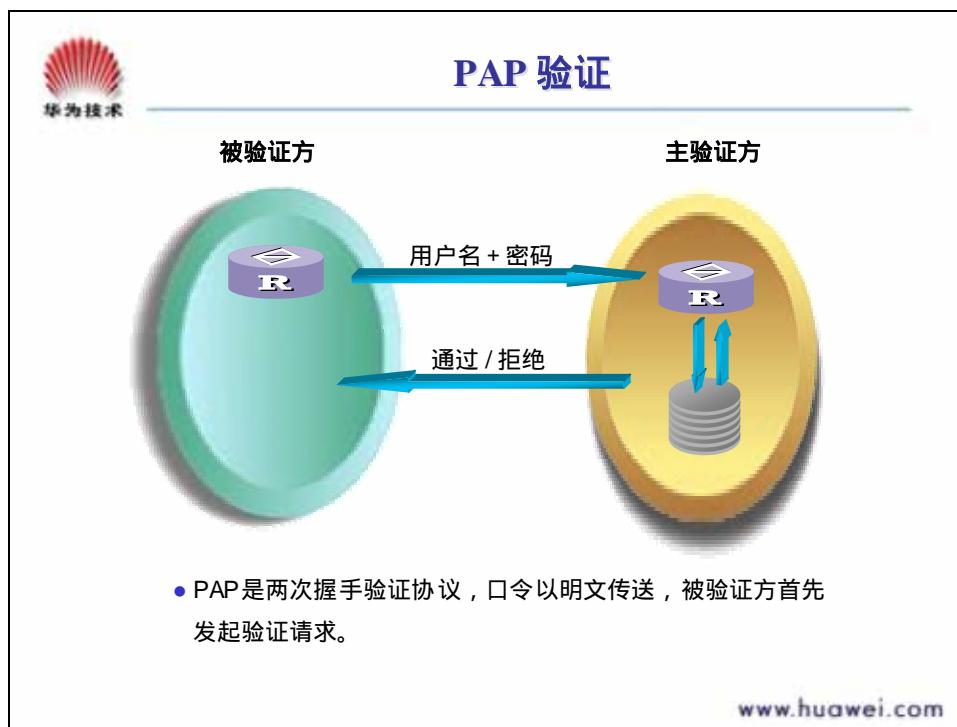 华为技术
PAP 验证
被验证方
主验证方
用户名 + 密码
R
R
通过 / 拒绝
● PAP是两次握手验证协议，口令以明文传送，被验证方首先
发起验证请求。
www.huawei.com